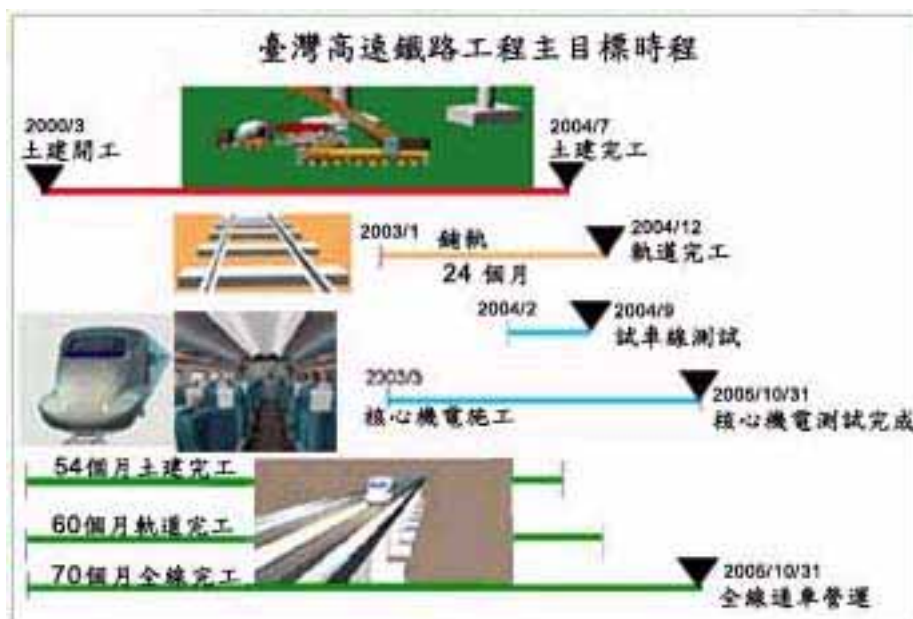 臺灣高速鐵路工程主目標時程
2000/3
土建開工
2004/7
土建完工
2003/1
鋪軌
24 個月
2004/12
軌道完工
2004/2
2004/9
試車線測試
核心機電施工
2005/10/31
核心機電測試完成
54個月土建完工
60個月軌道完工
70個月全線完工
2005/10/31
全線通車營運